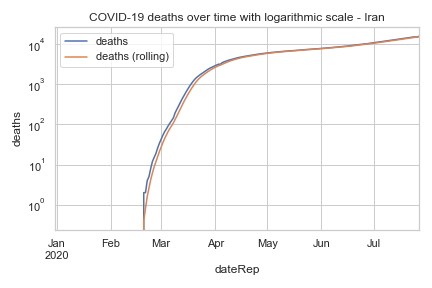 COVID-19 deaths over time with logarithmic scale - Iran
deaths
deaths (rolling)
10⁴
10³
10²
10¹
10⁰
deaths
Jan
2020
Feb
Mar
Apr
May
Jun
Jul
dateRep